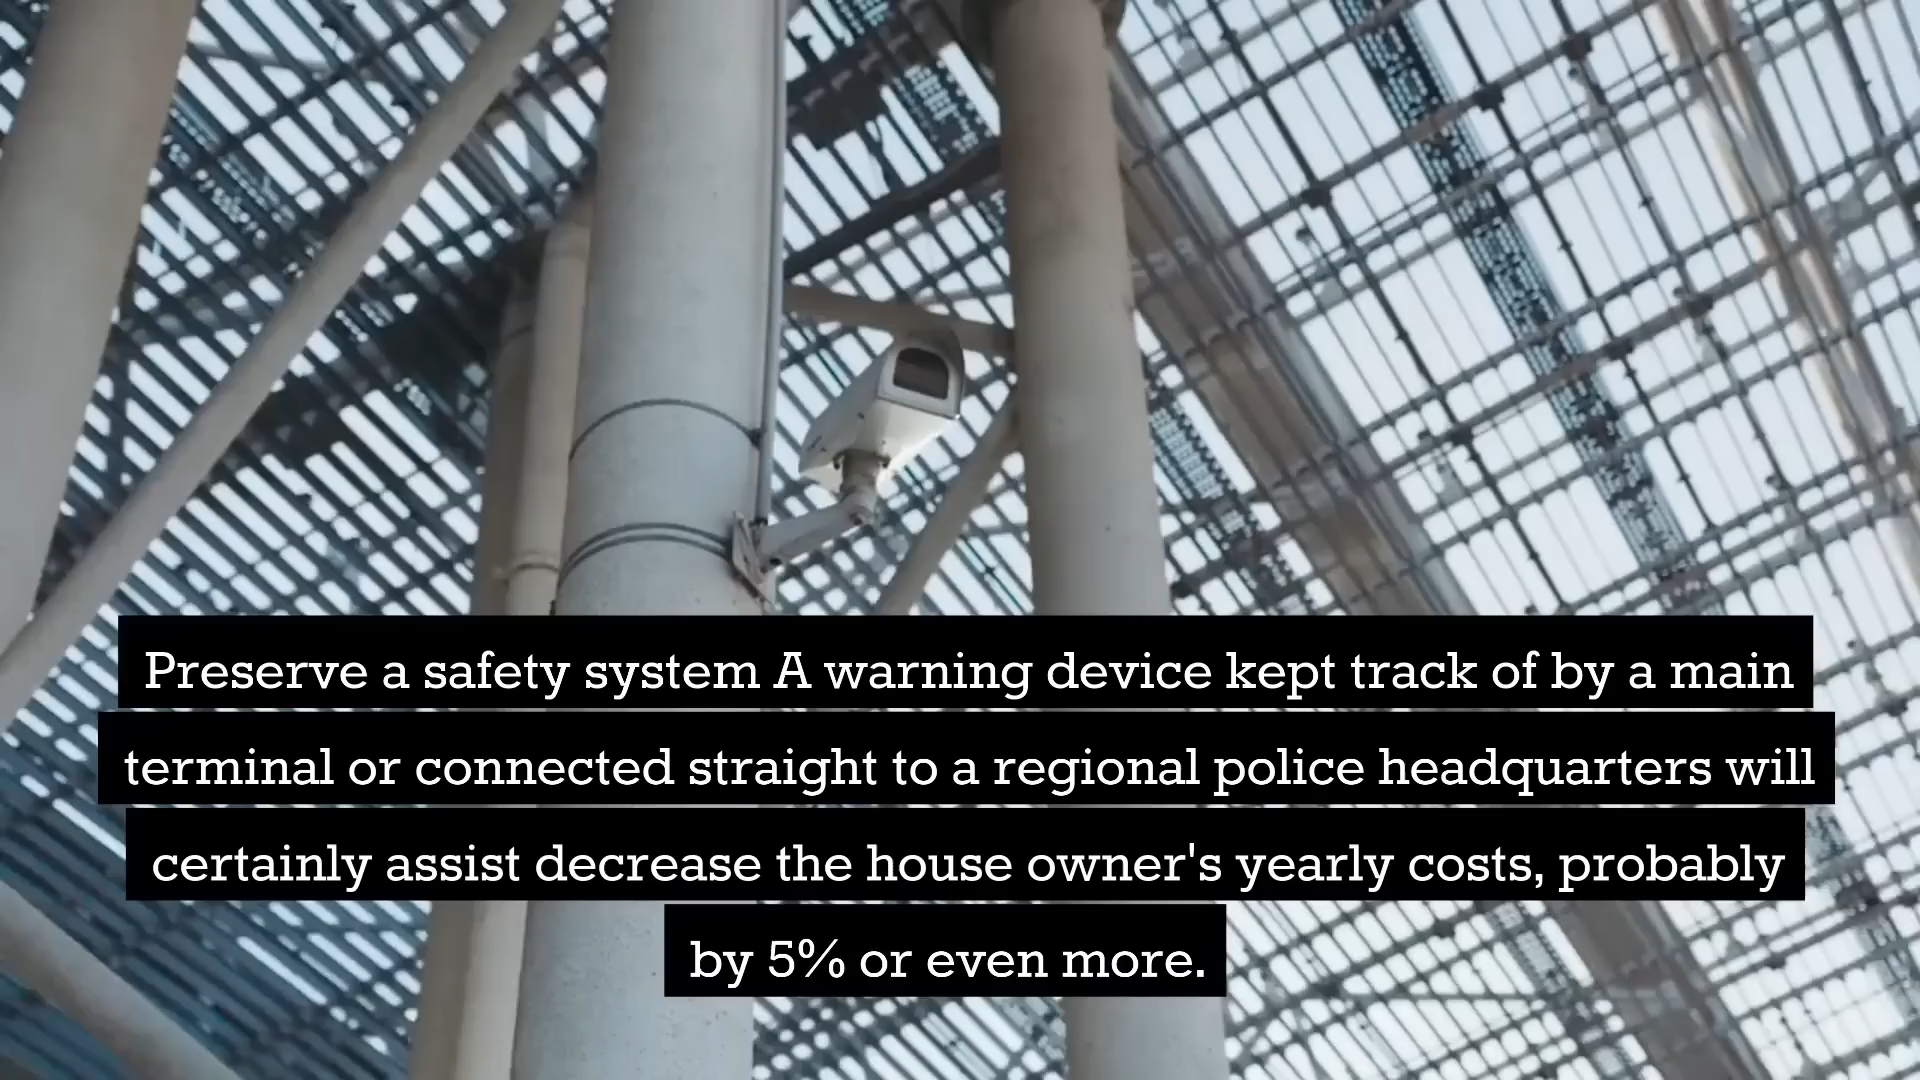 Preserve a safety system A warning device kept track of by a main
terminal or connected straight to a regional police headquarters will
certainly assist decrease the house owner's yearly costs, probably
by 5% or even more.